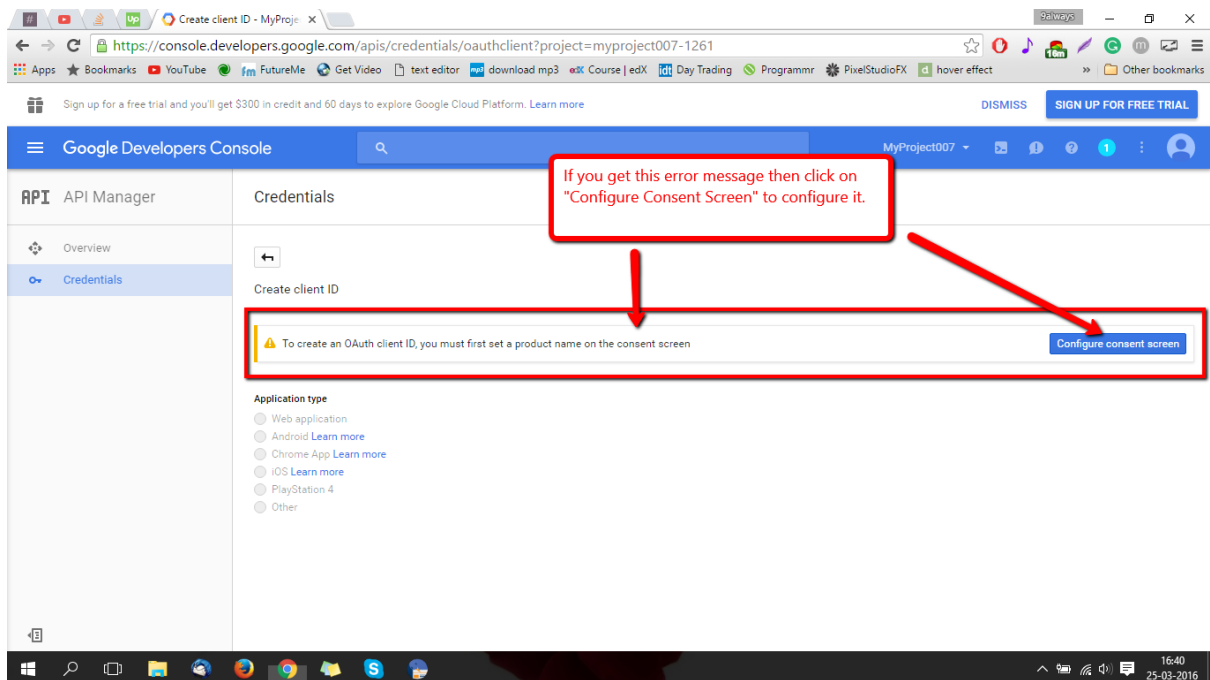 Create client ID - MyProje
9always
https://console.developers.google.com/apis/credentials/oauthclient?project=myproject007-1261
16m
Apps Bookmarks YouTube FutureMe Get Video text editor download mp3 Course | edX Day Trading Programmr PixelStudioFX hover effect » Other bookmarks
Sign up for a free trial and you'll get $300 in credit and 60 days to explore Google Cloud Platform. Learn more
DISMISS
SIGN UP FOR FREE TRIAL
Google Developers Console
MyProject007
1
API API Manager
Credentials
If you get this error message then click on
"Configure Consent Screen" to configure it.
Overview
Credentials
Create client ID
To create an OAuth client ID, you must first set a product name on the consent screen
Configure consent screen
Application type
Web application
Android Learn more
Chrome App Learn more
iOS Learn more
PlayStation 4
Other
16:40
25-03-2016